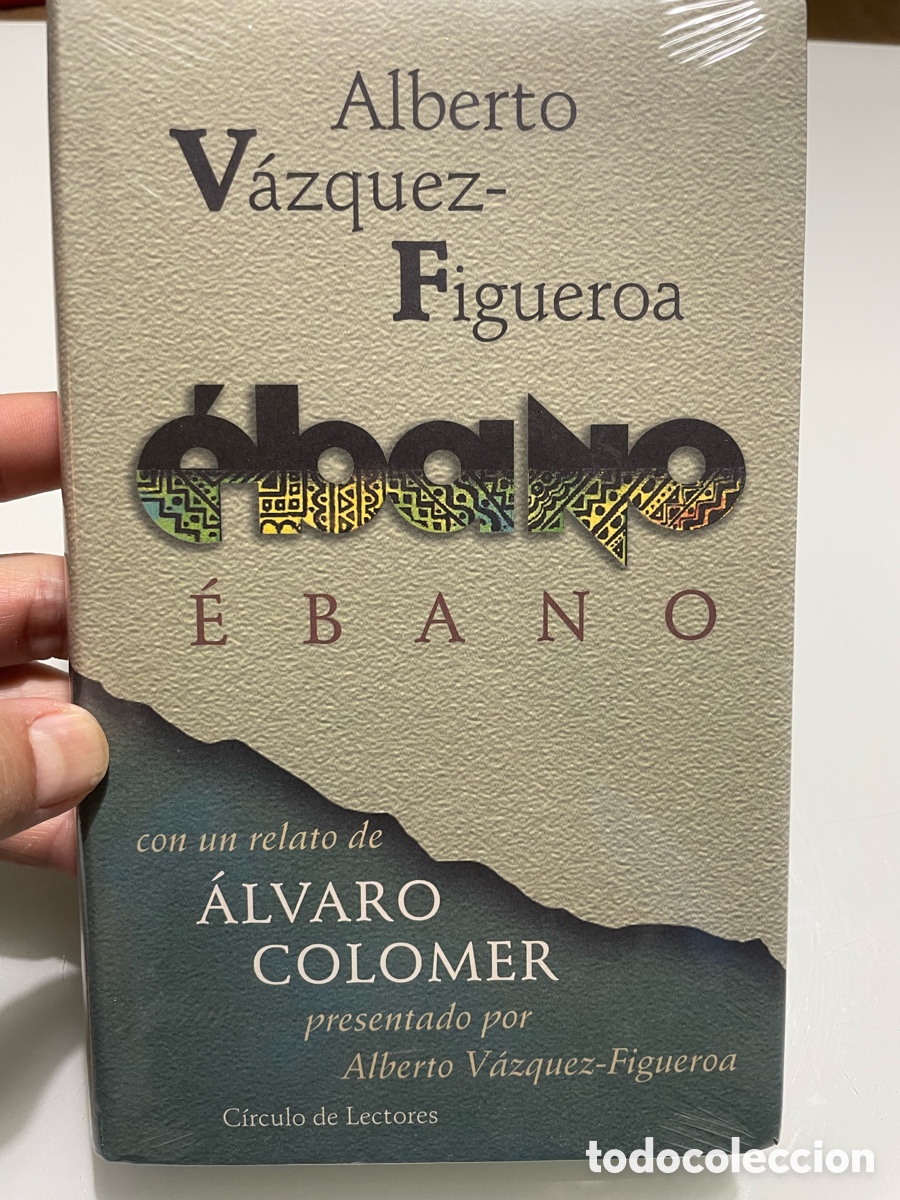 Alberto
Vázquez-
Figueroa
ébano
ÉBANO
con un relato de
ÁLVARO
COLOMER
presentado por
Alberto Vázquez-Figueroa
Círculo de Lectores
todocoleccion.net